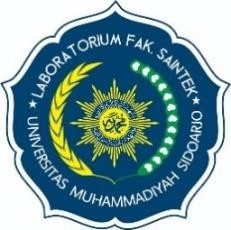 LABORATORIUM FAK. SAINTEK
UNIVERSITAS MUHAMMADIYAH SIDOARJO